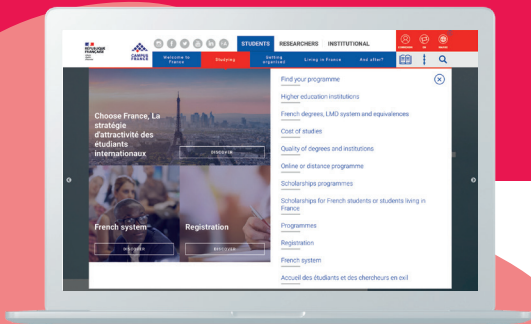 RÉPUBLIQUE
FRANÇAISE
CAMPUS
FRANCE
STUDENTS
RESEARCHERS
INSTITUTIONAL
Welcome to
France
Studying
Getting
organised
Living in France
And after?
Choose France, La
stratégie
d'attractivité des
étudiants
internationaux
DISCOVER
French system
DISCOVER
Registration
DISCOVER
Find your programme
Higher education institutions
French degrees, LMD system and equivalences
Cost of studies
Quality of degrees and institutions
Online or distance programme
Scholarships programmes
Scholarships for French students or students living in
France
Programmes
Registration
French system
Accueil des étudiants et des chercheurs en exil